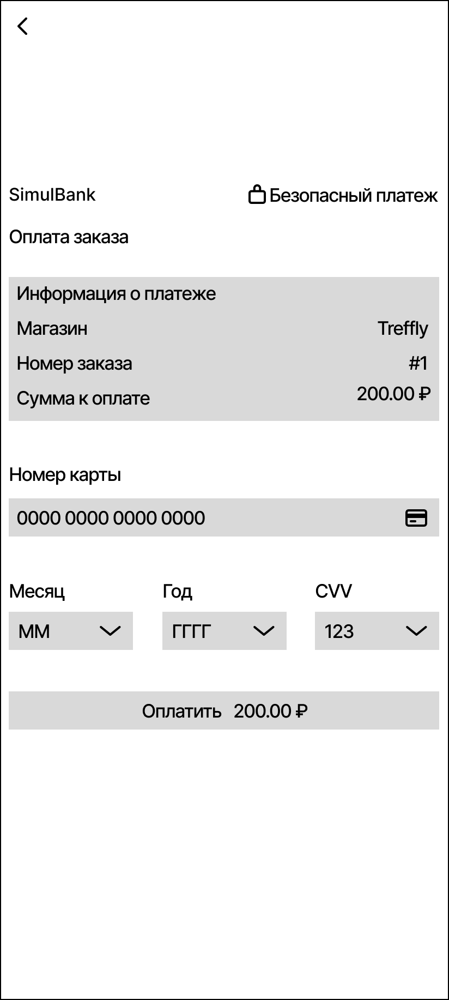 SimulBank Безопасный платеж
Оплата заказа
Информация о платеже
Магазин Treffly
Номер заказа #1
Сумма к оплате 200.00 ₽
Номер карты
0000 0000 0000 0000
Месяц Год CVV
ММ ГГГГ 123
Оплатить 200.00 ₽